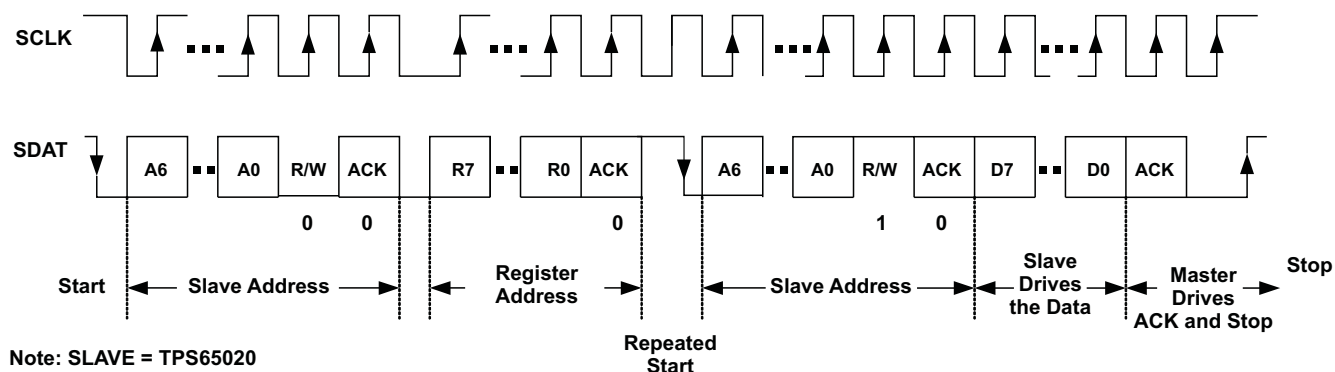 SCLK
SDAT
A6 A0 R/W ACK R7 R0 ACK A6 A0 R/W ACK D7 D0 ACK
0 0 0 1 0
Start
Slave Address
Register
Address
Repeated
Start
Slave Address
Slave
Drives
the Data
Master
Drives
ACK and Stop
Stop
Note: SLAVE = TPS65020